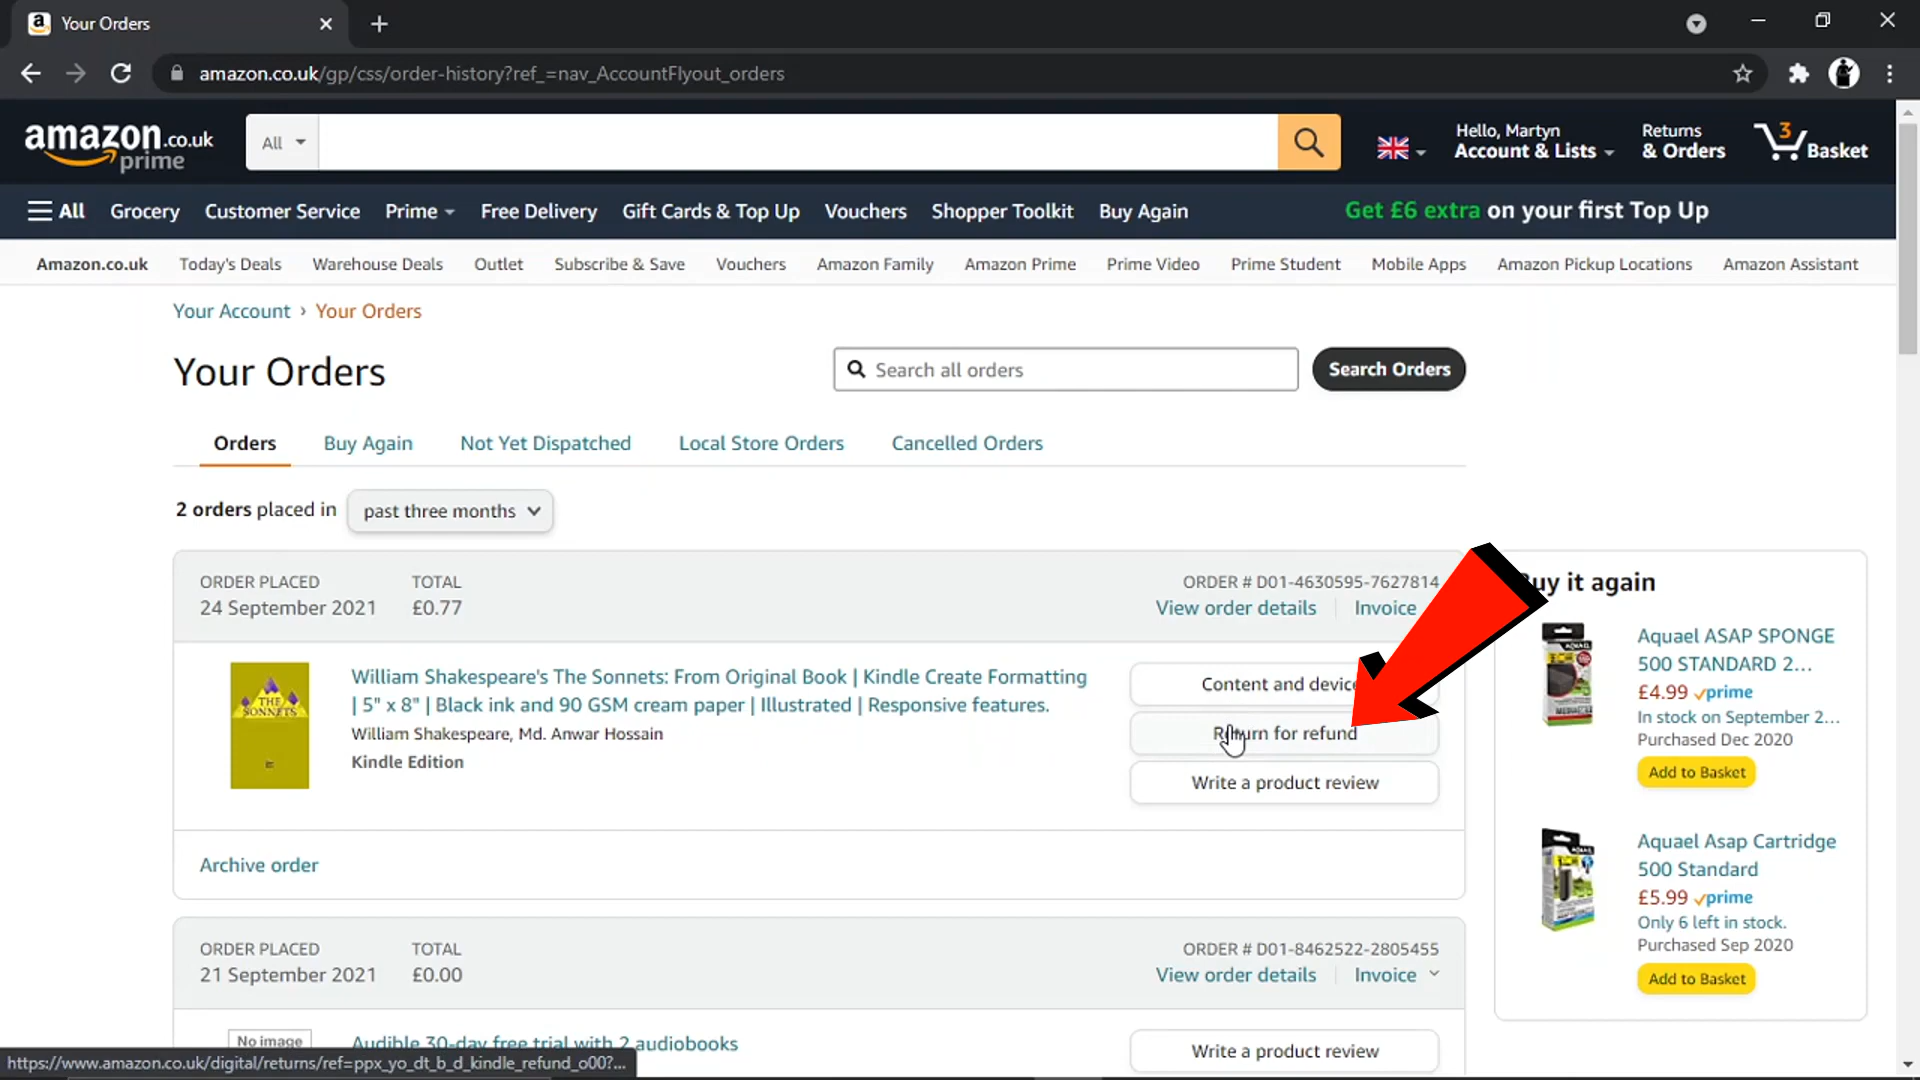 Your Orders
amazon.co.uk/gp/css/order-history?ref_=nav_AccountFlyout_orders
amazon.co.uk
prime
All
Hello, Martyn
Account & Lists
Returns
& Orders
3
Basket
All Grocery Customer Service Prime Free Delivery Gift Cards & Top Up Vouchers Shopper Toolkit Buy Again Get £6 extra on your first Top Up
Amazon.co.uk Today's Deals Warehouse Deals Outlet Subscribe & Save Vouchers Amazon Family Amazon Prime Prime Video Prime Student Mobile Apps Amazon Pickup Locations Amazon Assistant
Your Account › Your Orders
Your Orders
Search all orders
Search Orders
Orders Buy Again Not Yet Dispatched Local Store Orders Cancelled Orders
2 orders placed in past three months
ORDER PLACED TOTAL ORDER # D01-4630595-7627814
24 September 2021 £0.77 View order details Invoice
THE
SONNETS
William Shakespeare's The Sonnets: From Original Book | Kindle Create Formatting
| 5" x 8" | Black ink and 90 GSM cream paper | Illustrated | Responsive features.
William Shakespeare, Md. Anwar Hossain
Kindle Edition
Content and device
Return for refund
Write a product review
Archive order
ORDER PLACED TOTAL ORDER # D01-8462522-2805455
21 September 2021 £0.00 View order details Invoice
No image
Audible 30-day free trial with 2 audiobooks
Write a product review
it again
Aquael ASAP SPONGE
500 STANDARD 2...
£4.99 prime
In stock on September 2...
Purchased Dec 2020
Add to Basket
Aquael Asap Cartridge
500 Standard
£5.99 prime
Only 6 left in stock.
Purchased Sep 2020
Add to Basket
https://www.amazon.co.uk/digital/returns/ref=ppx_yo_dt_b_d_kindle_refund_o00?...